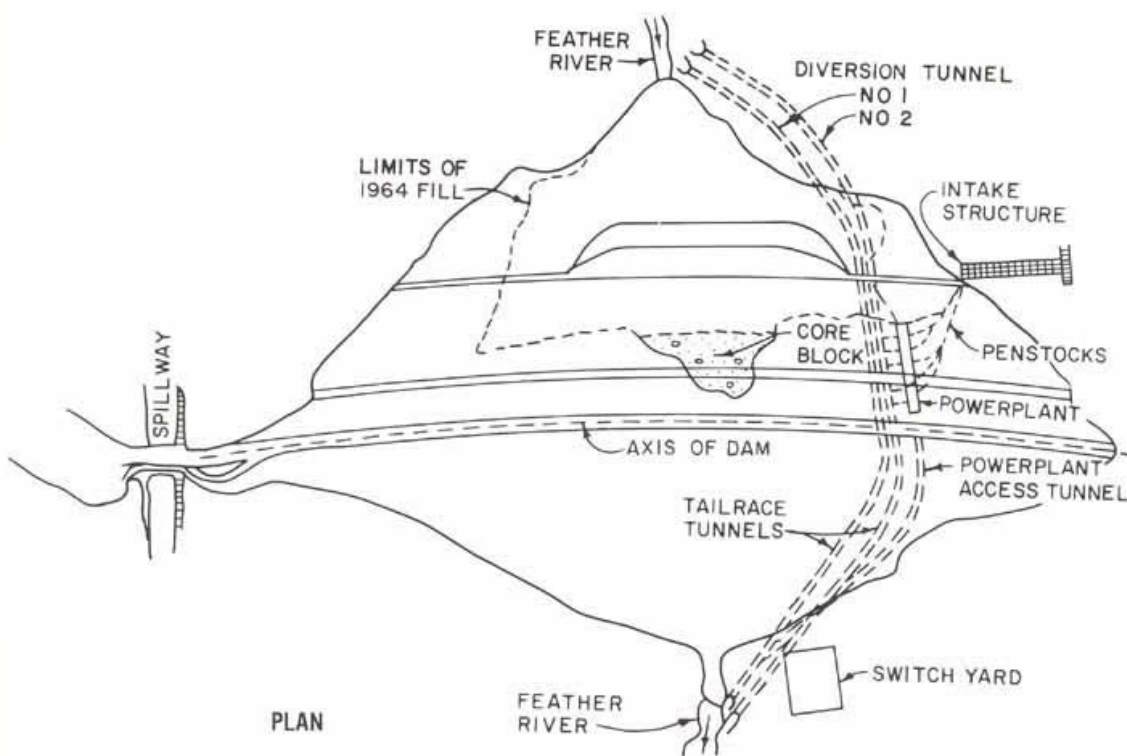 FEATHER
RIVER
DIVERSION TUNNEL
NO 1
NO 2
LIMITS OF
1964 FILL
INTAKE
STRUCTURE
CORE
BLOCK
PENSTOCKS
SPILLWAY
POWERPLANT
AXIS OF DAM
POWERPLANT
ACCESS TUNNEL
TAILRACE
TUNNELS
SWITCH YARD
FEATHER
RIVER
PLAN